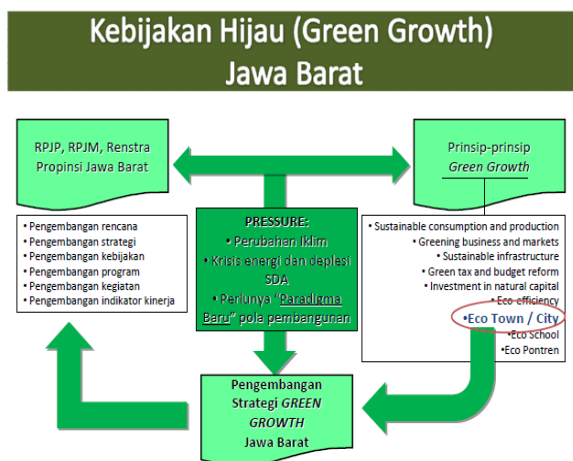 Kebijakan Hijau (Green Growth)
Jawa Barat
RPJP, RPJM, Renstra
Propinsi Jawa Barat
Prinsip-prinsip
Green Growth
• Pengembangan rencana
• Pengembangan strategi
• Pengembangan kebijakan
• Pengembangan program
• Pengembangan kegiatan
• Pengembangan indikator kinerja
PRESSURE:
• Perubahan Iklim
• Krisis energi dan deplesi
SDA
• Perlunya "Paradigma
Baru" pola pembangunan
• Sustainable consumption and production
• Greening business and markets
• Sustainable infrastructure
• Green tax and budget reform
• Investment in natural capital
• Eco efficiency
•Eco Town / City
•Eco School
•Eco Pontren
Pengembangan
Strategi GREEN
GROWTH
Jawa Barat